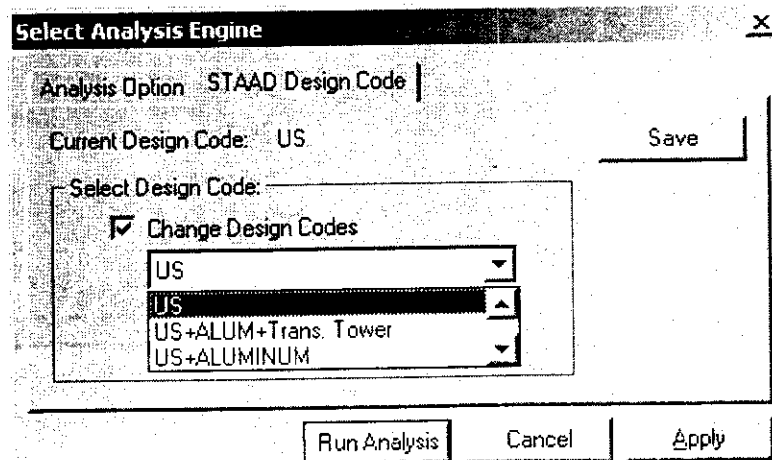 Select Analysis Engine
Analysis Option STAAD Design Code
Current Design Code: US
Save
Select Design Code:
Change Design Codes
US
US
US+ALUM+Trans. Tower
US+ALUMINUM
Run Analysis Cancel Apply